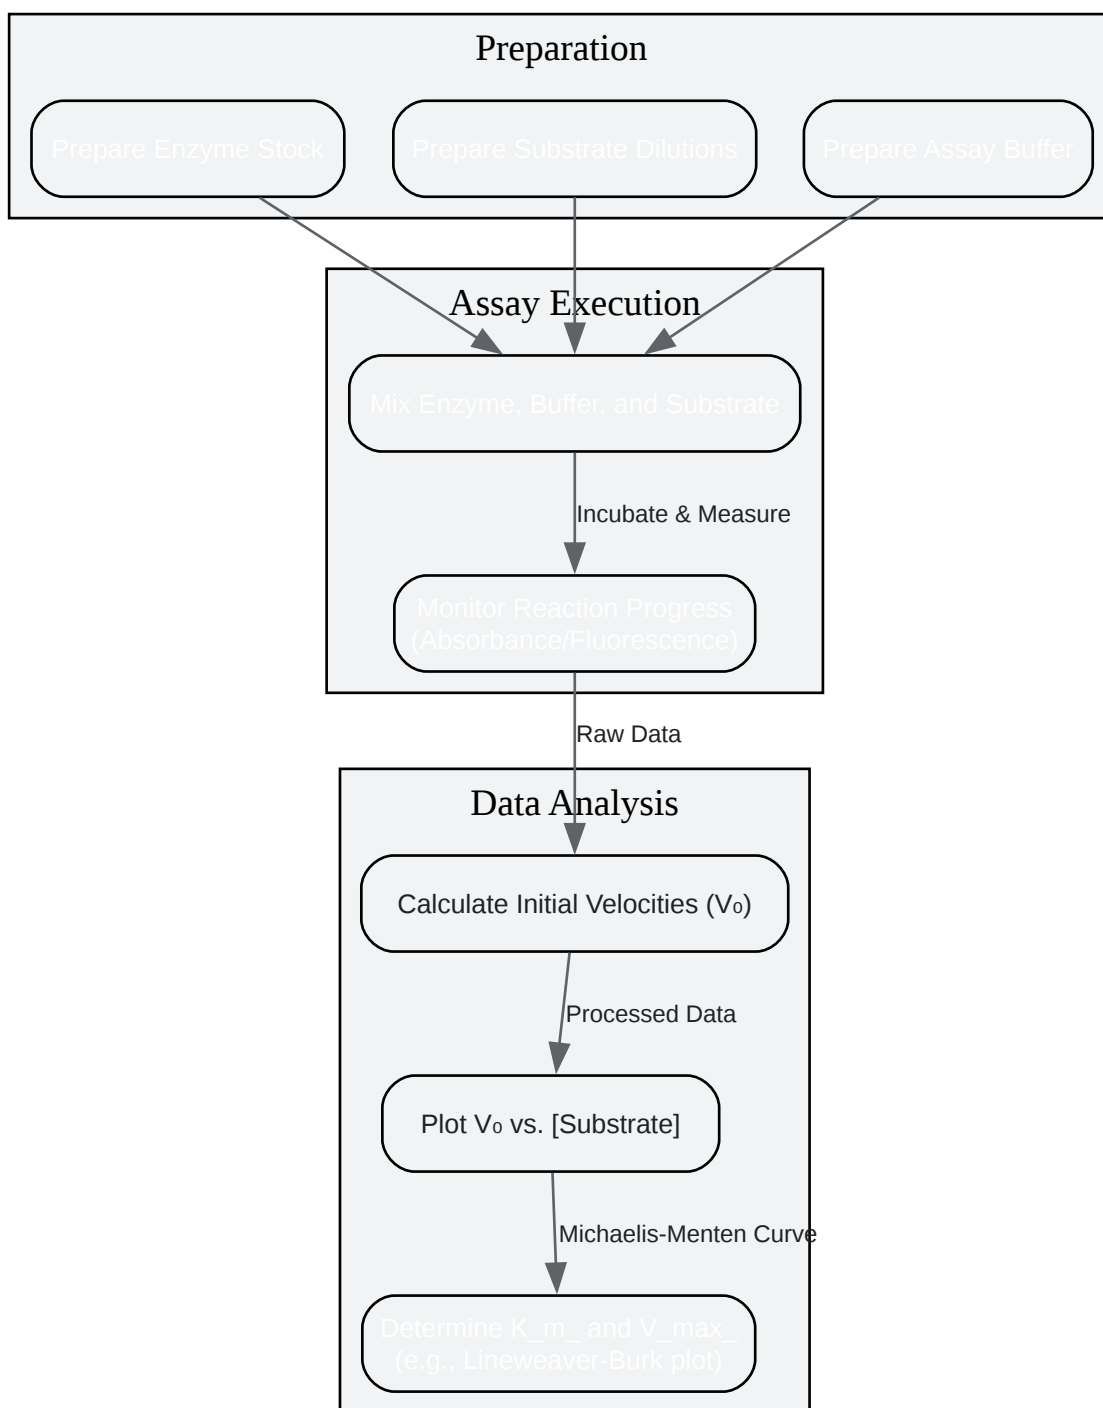 Preparation
Prepare Enzyme Stock
Prepare Substrate Dilutions
Prepare Assay Buffer
Assay Execution
Mix Enzyme, Buffer, and Substrate
Incubate & Measure
Monitor Reaction Progress
(Absorbance/Fluorescence)
Raw Data
Data Analysis
Calculate Initial Velocities (V₀)
Processed Data
Plot V₀ vs. [Substrate]
Michaelis-Menten Curve
Determine K_m_ and V_max_
(e.g., Lineweaver-Burk plot)